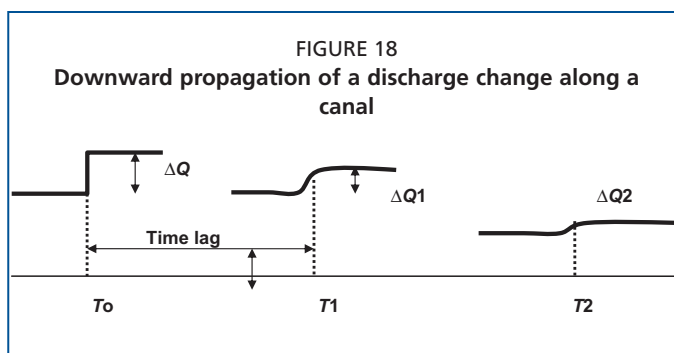 FIGURE 18
Downward propagation of a discharge change along a
canal
ΔQ
ΔQ1
ΔQ2
Time lag
To
T1
T2